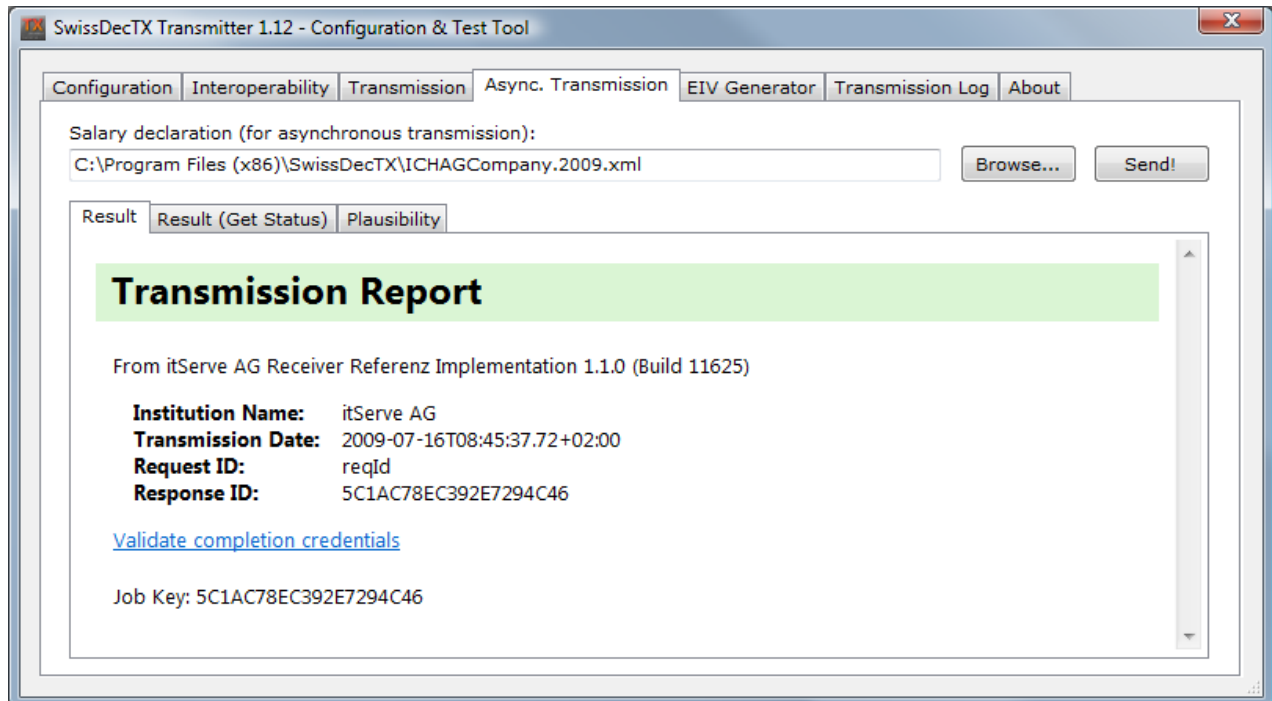 TX SwissDecTX Transmitter 1.12 - Configuration & Test Tool
Configuration Interoperability Transmission Async. Transmission EIV Generator Transmission Log About
Salary declaration (for asynchronous transmission):
C:\Program Files (x86)\SwissDecTX\ICHAGCompany.2009.xml Browse... Send!
Result Result (Get Status) Plausibility
Transmission Report
From itServe AG Receiver Referenz Implementation 1.1.0 (Build 11625)
Institution Name: itServe AG
Transmission Date: 2009-07-16T08:45:37.72+02:00
Request ID: reqId
Response ID: 5C1AC78EC392E7294C46
Validate completion credentials
Job Key: 5C1AC78EC392E7294C46